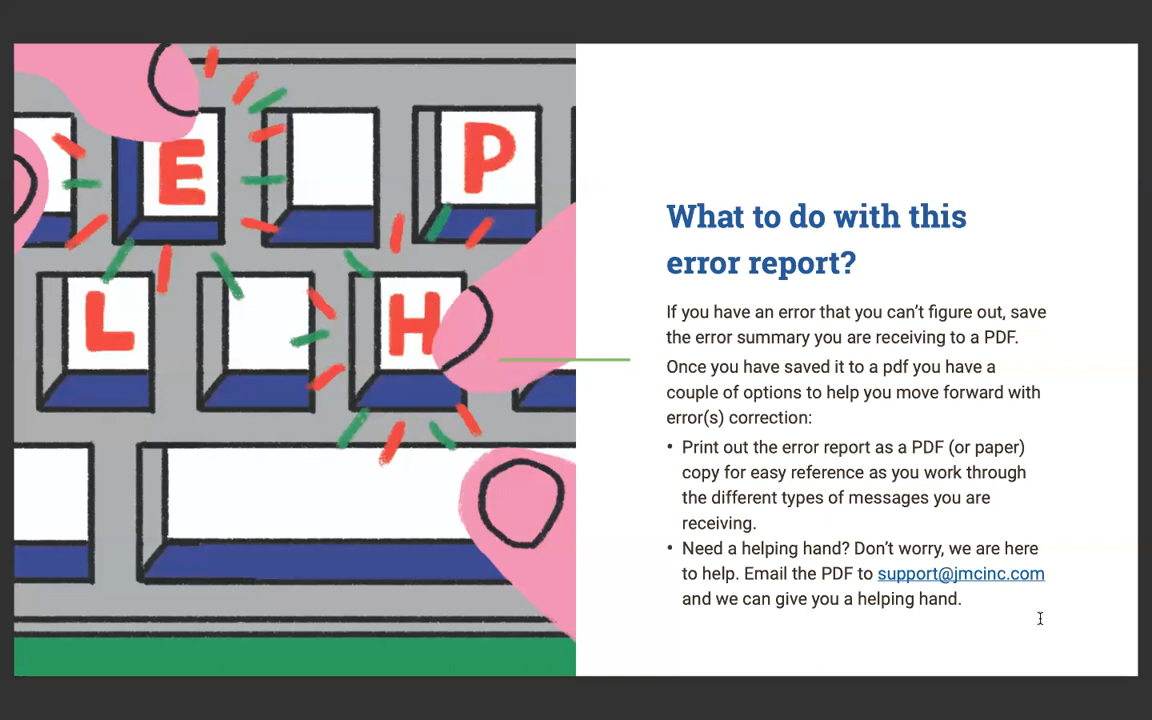 E
P
L
H
What to do with this
error report?
If you have an error that you can’t figure out, save
the error summary you are receiving to a PDF.
Once you have saved it to a pdf you have a
couple of options to help you move forward with
error(s) correction:
• Print out the error report as a PDF (or paper)
copy for easy reference as you work through
the different types of messages you are
receiving.
• Need a helping hand? Don’t worry, we are here
to help. Email the PDF to support@jmcinc.com
and we can give you a helping hand.